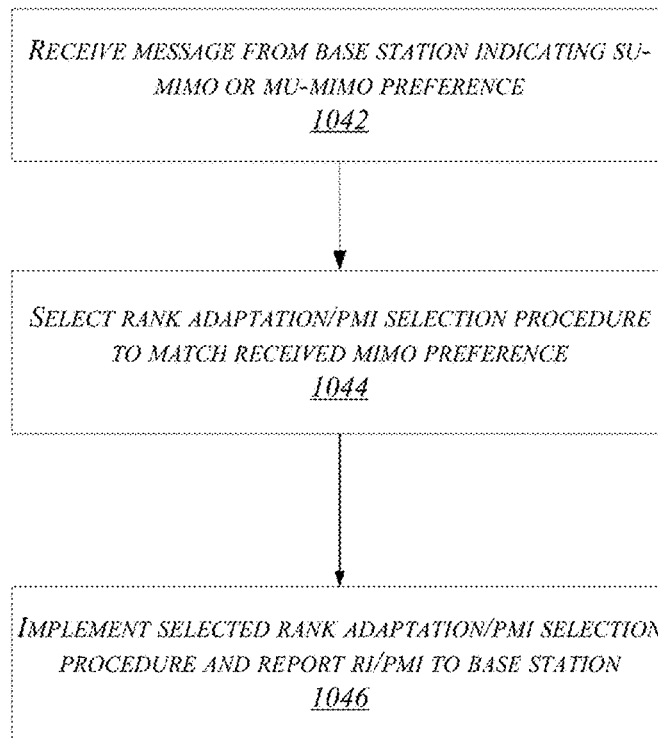 RECEIVE MESSAGE FROM BASE STATION INDICATING SU-
MIMO OR MU-MIMO PREFERENCE
1042
SELECT RANK ADAPTATION/PMI SELECTION PROCEDURE
TO MATCH RECEIVED MIMO PREFERENCE
1044
IMPLEMENT SELECTED RANK ADAPTATION/PMI SELECTION
PROCEDURE AND REPORT RI/PMI TO BASE STATION
1046